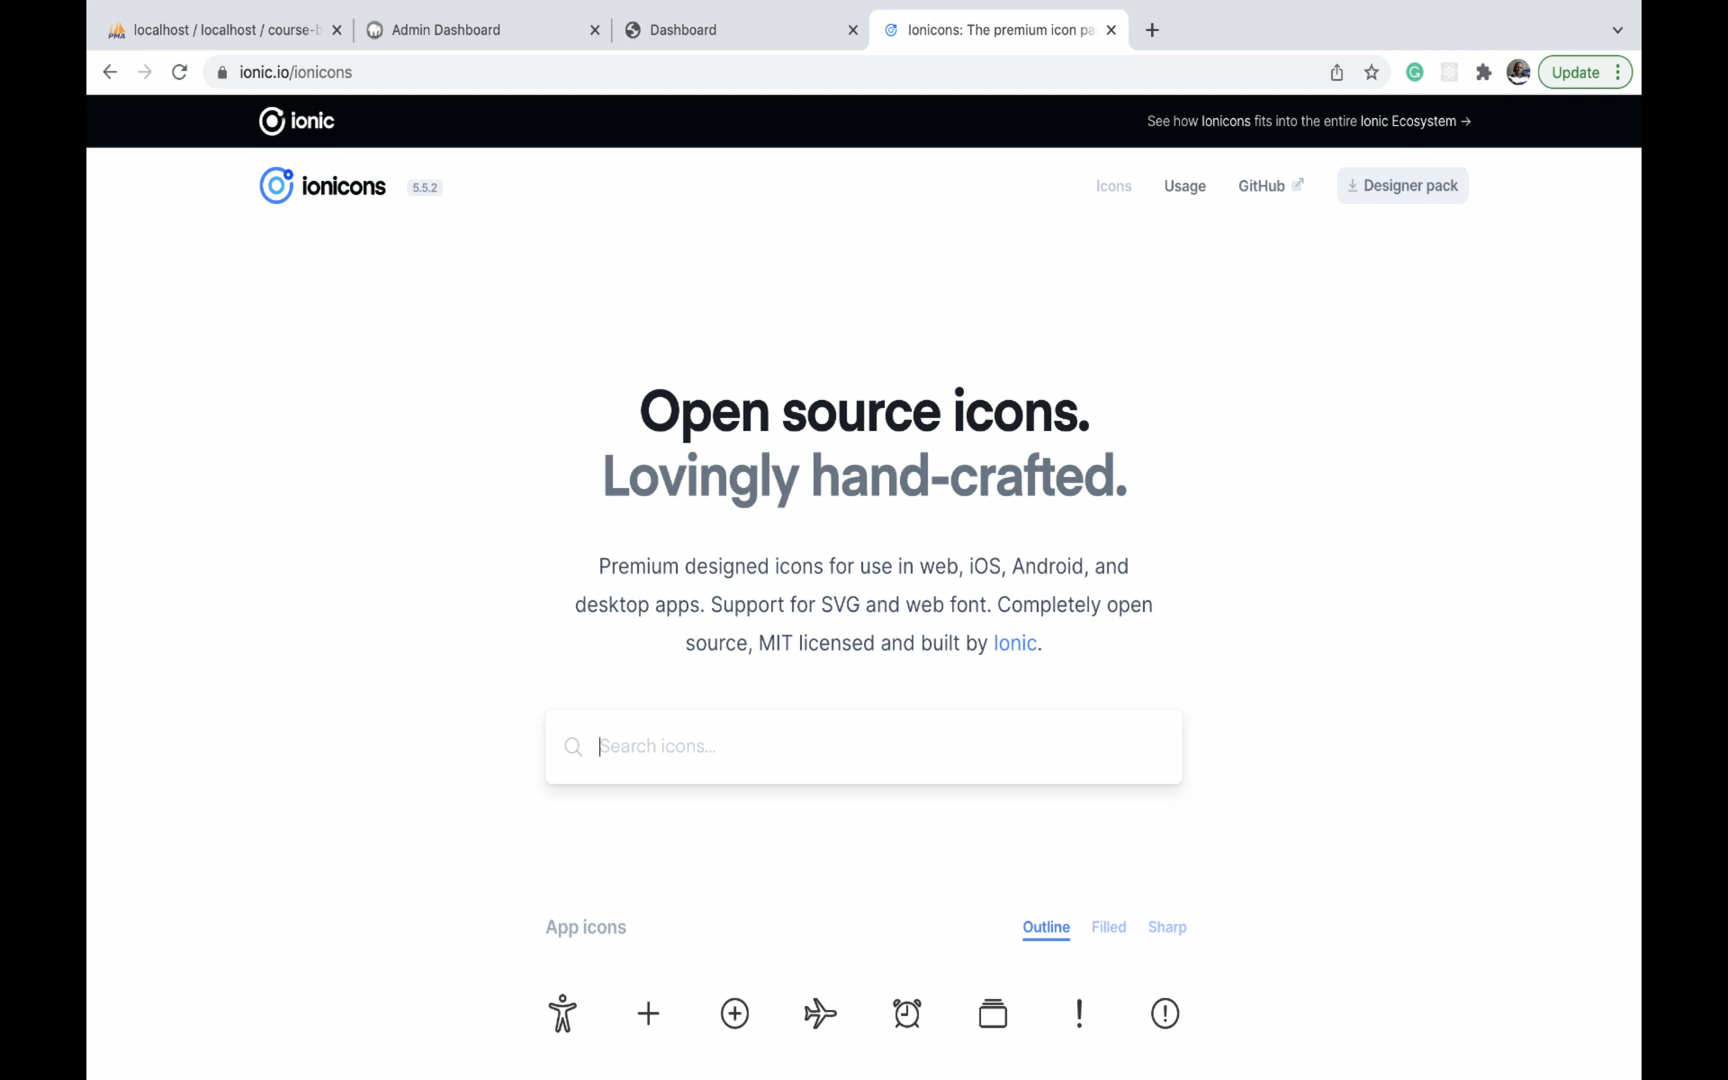 localhost / localhost / course-b
Admin Dashboard
Dashboard
Ionicons: The premium icon pa
ionic.io/ionicons
Update
ionic
See how Ionicons fits into the entire Ionic Ecosystem →
ionicons 5.5.2
Icons
Usage
GitHub
Designer pack
Open source icons.
Lovingly hand-crafted.
Premium designed icons for use in web, iOS, Android, and
desktop apps. Support for SVG and web font. Completely open
source, MIT licensed and built by Ionic.
Search icons...
App icons
Outline
Filled
Sharp